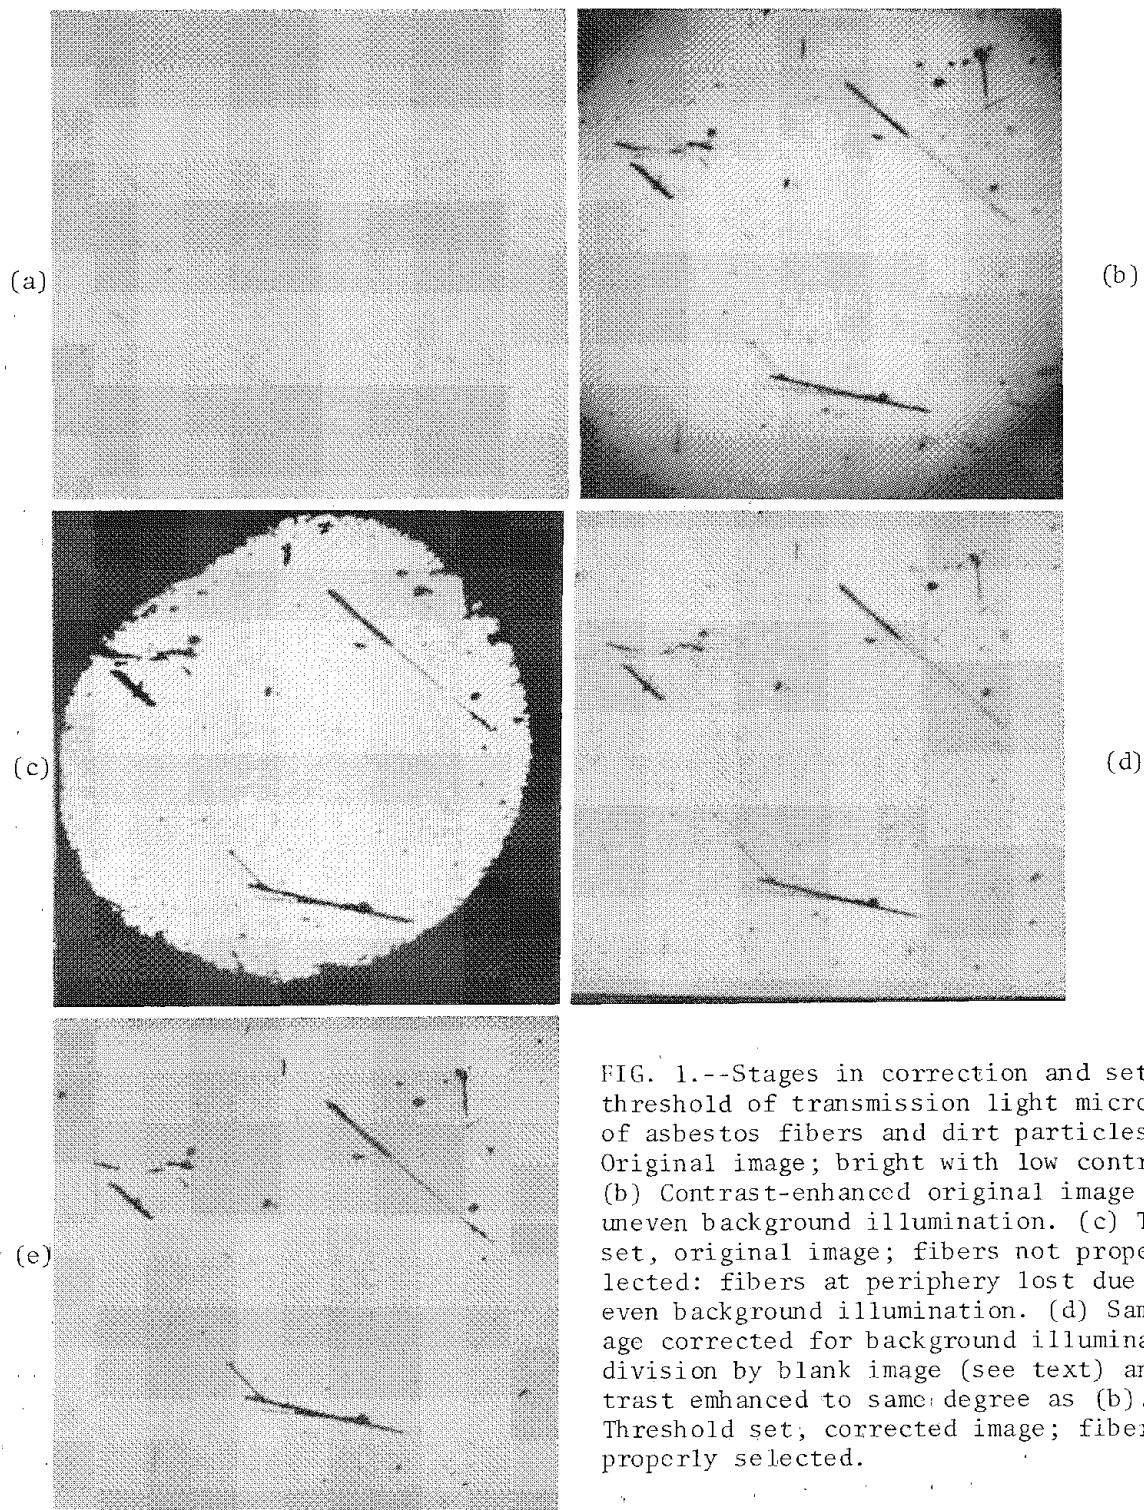 (a)
(b)
(c)
(d)
(e)
FIG. 1.--Stages in correction and set
threshold of transmission light micro
of asbestos fibers and dirt particles
Original image; bright with low contr
(b) Contrast-enhanced original image
uneven background illumination. (c) T
set, original image; fibers not prope
lected: fibers at periphery lost due
even background illumination. (d) Sam
age corrected for background illumina
division by blank image (see text) an
trast emhanced to same degree as (b).
Threshold set, corrected image; fiber
properly selected.